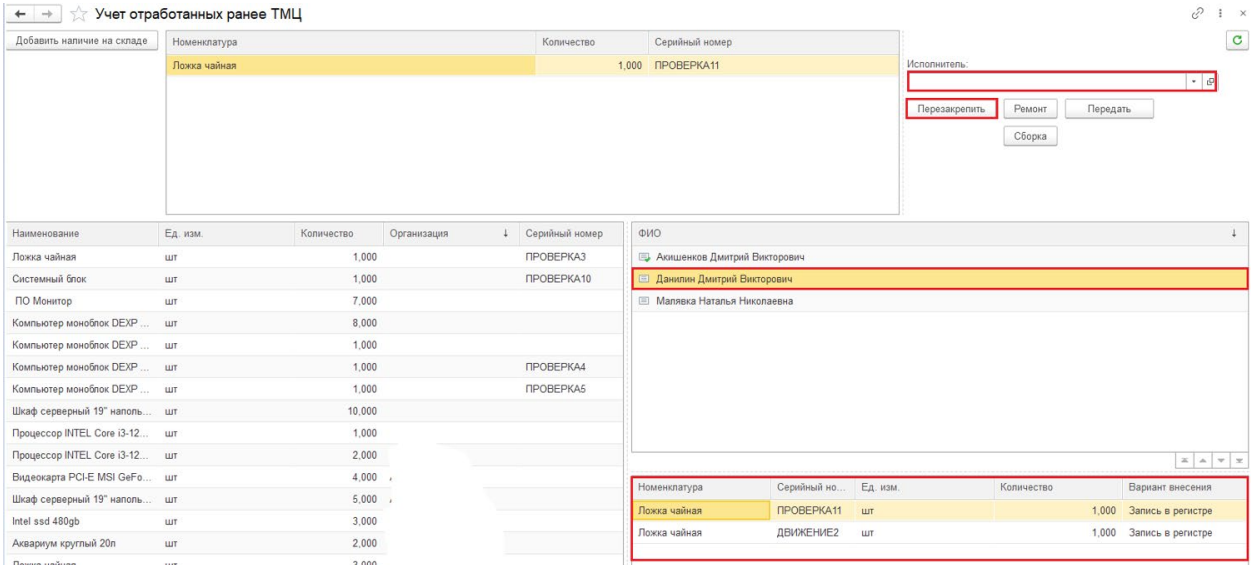 Учет отработанных ранее ТМЦ
Добавить наличие на складе
Номенклатура Количество Серийный номер
Ложка чайная 1,000 ПРОВЕРКА11
Исполнитель:
Перезакрепить Ремонт Передать
Сборка
Наименование Ед. изм. Количество Организация ↓ Серийный номер
Ложка чайная шт 1,000 ПРОВЕРКА3
Системный блок шт 1,000 ПРОВЕРКА10
ПО Монитор шт 7,000
Компьютер моноблок DEXP ... шт 8,000
Компьютер моноблок DEXP ... шт 1,000
Компьютер моноблок DEXP ... шт 1,000 ПРОВЕРКА4
Компьютер моноблок DEXP ... шт 1,000 ПРОВЕРКА5
Шкаф серверный 19" наполь... шт 10,000
Процессор INTEL Core i3-12... шт 1,000
Процессор INTEL Core i3-12... шт 2,000
Видеокарта PCI-E MSI GeFo... шт 4,000
Шкаф серверный 19" наполь... шт 5,000
Intel ssd 480gb шт 3,000
Аквариум круглый 20л шт 2,000
ФИО ↓
Акишенков Дмитрий Викторович
Данилин Дмитрий Викторович
Малявка Наталья Николаевна
Номенклатура Серийный но... Ед. изм. Количество Вариант внесения
Ложка чайная ПРОВЕРКА11 шт 1,000 Запись в регистре
Ложка чайная ДВИЖЕНИЕ2 шт 1,000 Запись в регистре